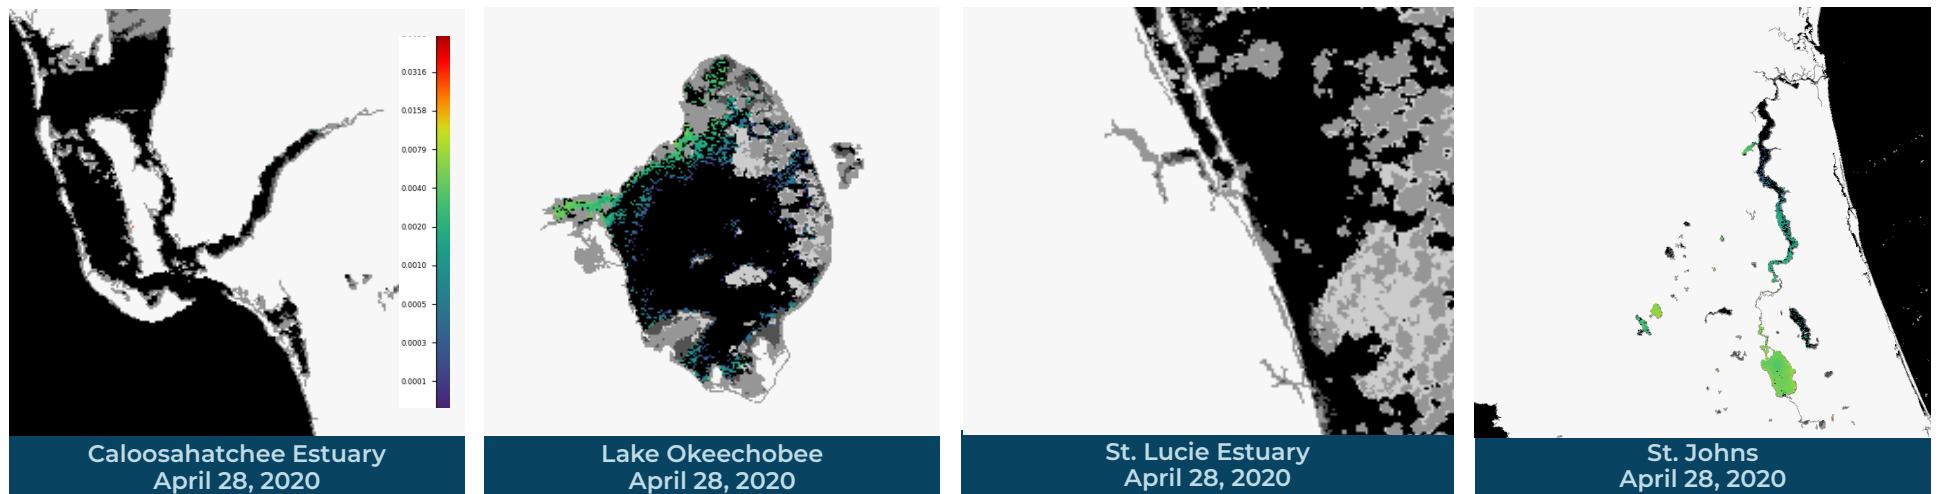 0.0316
0.0158
0.0079
0.0040
0.0020
0.0010
0.0005
0.0003
0.0001
Caloosahatchee Estuary
April 28, 2020
Lake Okeechobee
April 28, 2020
St. Lucie Estuary
April 28, 2020
St. Johns
April 28, 2020